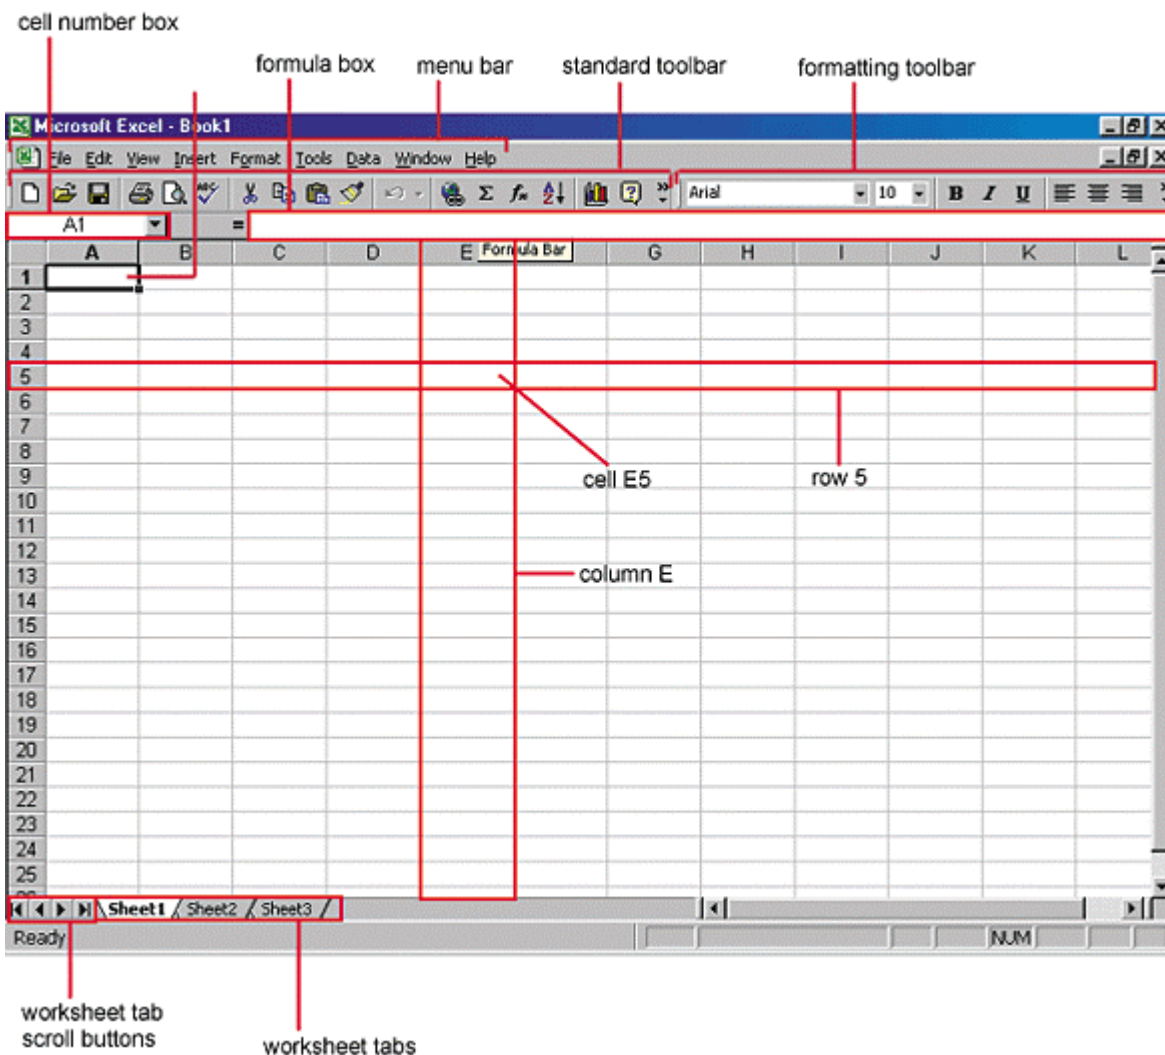 cell number box
formula box
menu bar
standard toolbar
formatting toolbar
Microsoft Excel - Book1
File Edit View Insert Format Tools Data Window Help
Arial 10 B I U
A1 =
Formula Bar
A B C D E G H I J K L
1
2
3
4
5
6
7
8
9
cell E5
row 5
10
11
12
13
column E
14
15
16
17
18
19
20
21
22
23
24
25
Sheet1 Sheet2 Sheet3
Ready NUM
worksheet tab
scroll buttons
worksheet tabs